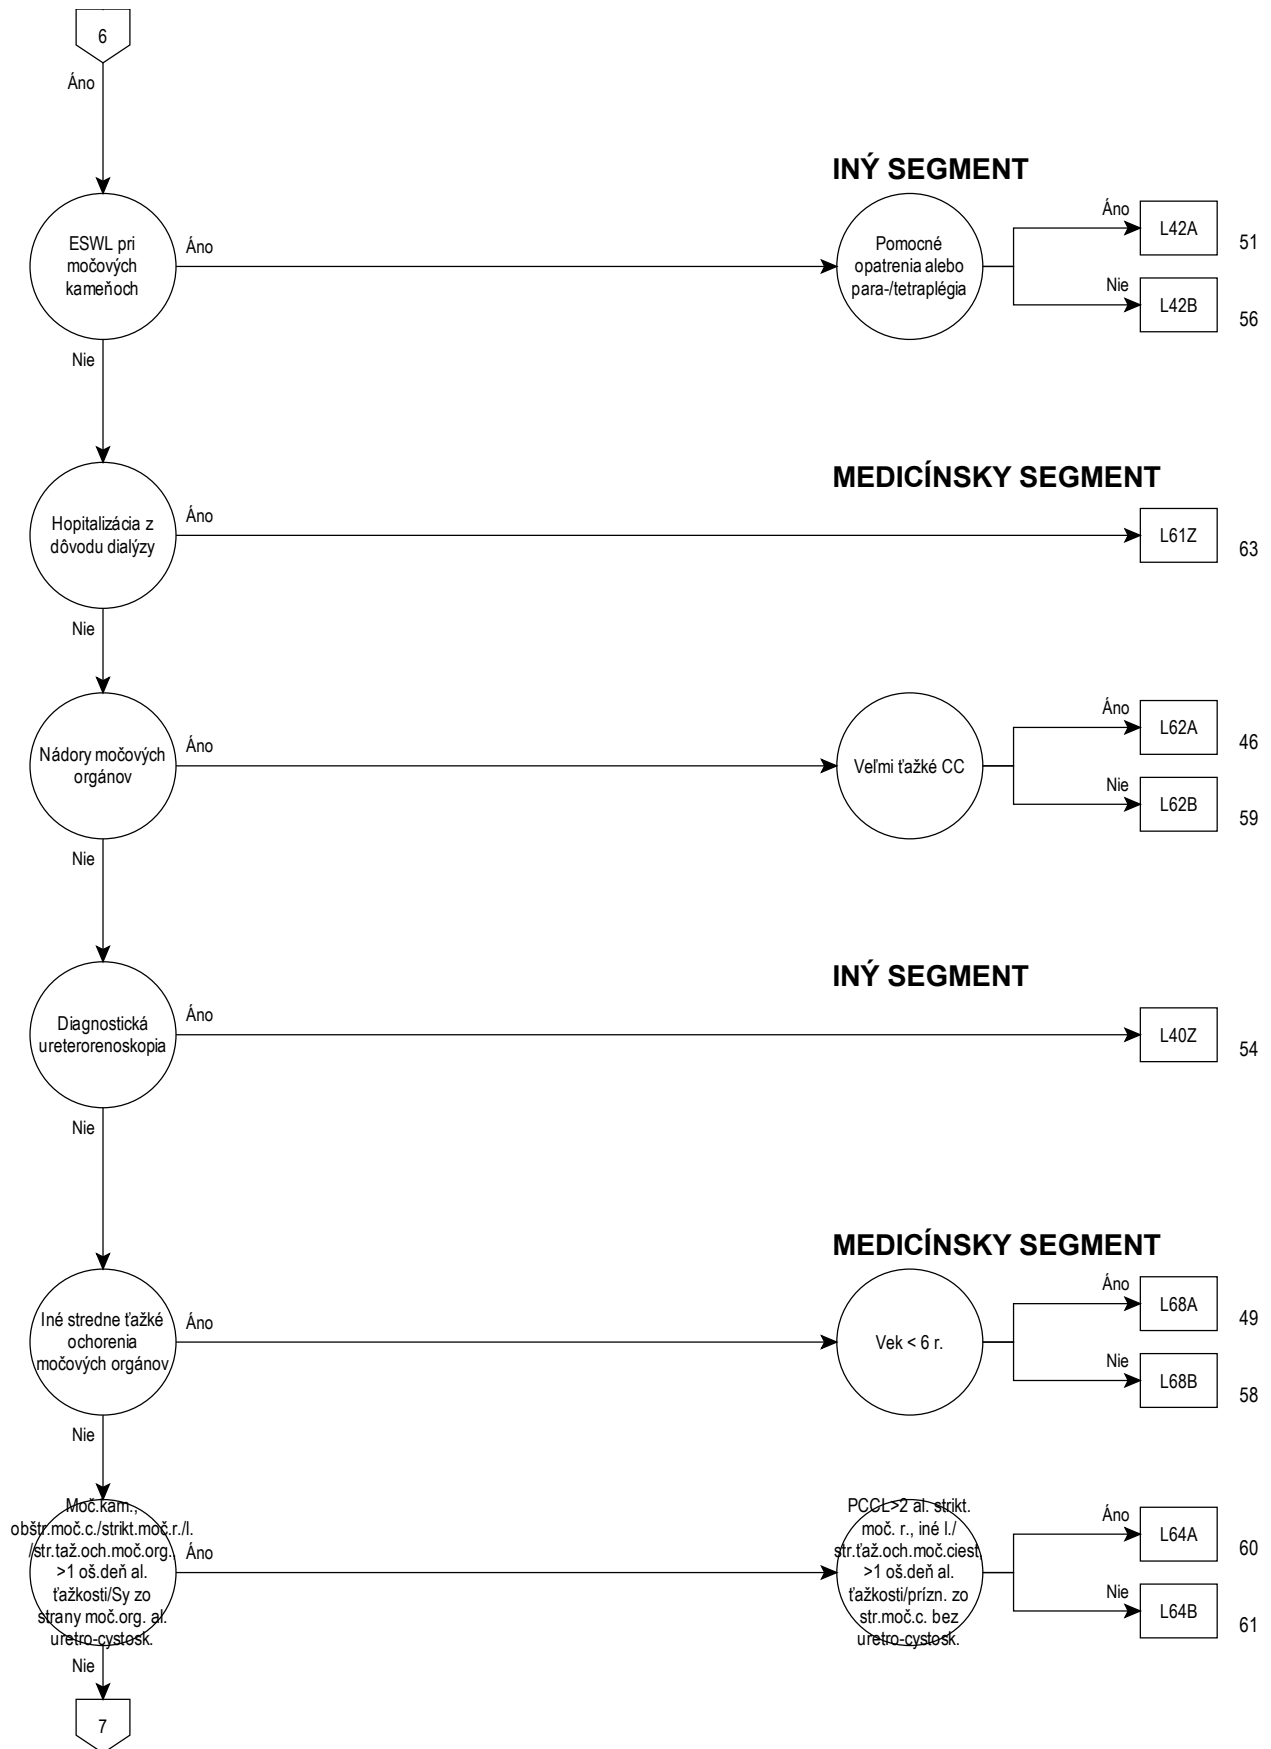 6
Áno
INÝ SEGMENT
ESWL pri
močových
kameňoch
Áno
Pomocné
opatrenia alebo
para-/tetraplégia
Áno
L42A
51
Nie
L42B
56
Nie
MEDICÍNSKY SEGMENT
Hopitalizácia z
dôvodu dialýzy
Áno
L61Z
63
Nie
Nádory močových
orgánov
Áno
Veľmi ťažké CC
Áno
L62A
46
Nie
L62B
59
Nie
INÝ SEGMENT
Diagnostická
ureterorenoskopia
Áno
L40Z
54
Nie
MEDICÍNSKY SEGMENT
Iné stredne ťažké
ochorenia
močových orgánov
Áno
Vek < 6 r.
Áno
L68A
49
Nie
L68B
58
Nie
Moč.kam.,
obštr.moč.c./strikt.moč.r./l.
/str.taž.och.moč.org.,
>1 oš.deň al.
ťažkosti/Sy zo
strany moč.org. al.
uretro-cystosk.
Áno
PCCL>2 al. strikt.
moč. r., iné l./
str.ťaž.och.moč.ciest,
>1 oš.deň al.
ťažkosti/prízn. zo
str.moč.c. bez
uretro-cystosk.
Áno
L64A
60
Nie
L64B
61
Nie
7